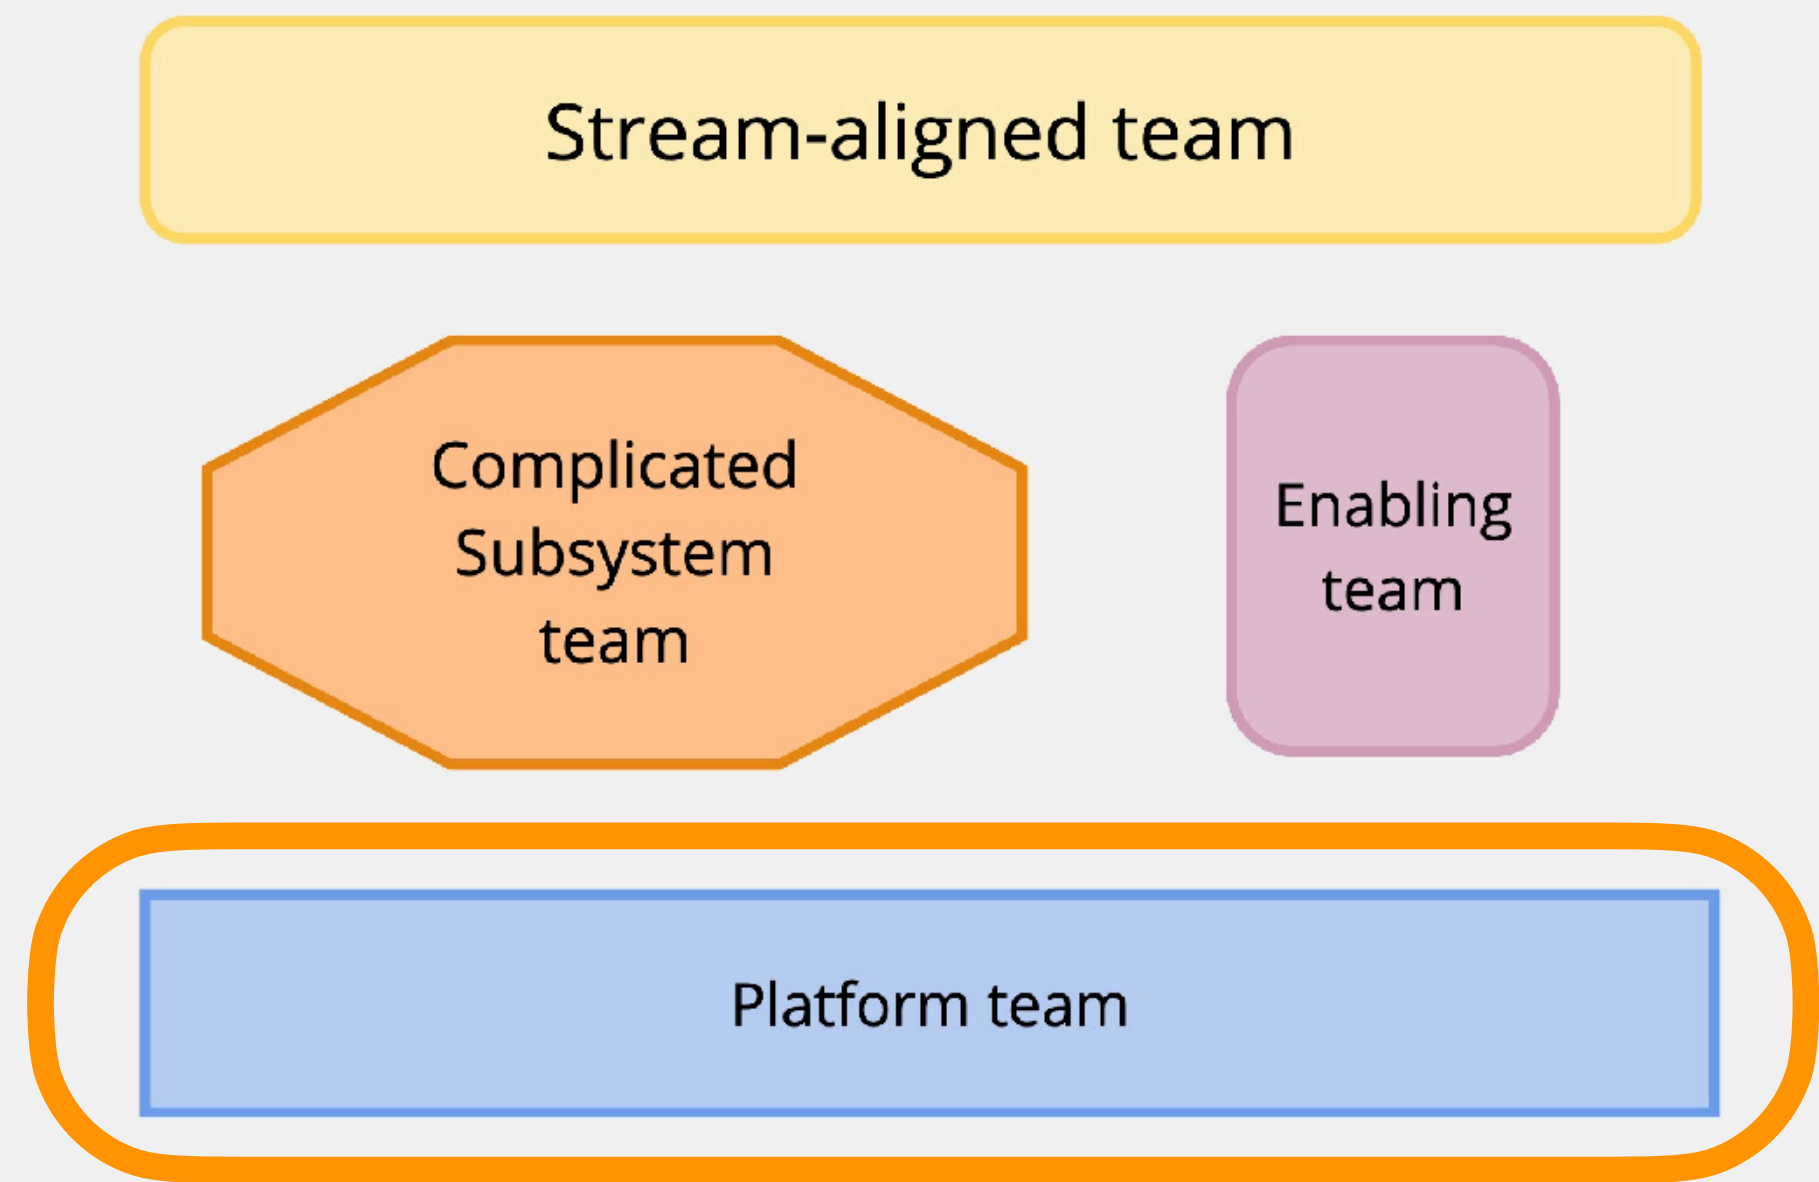 Stream-aligned team
Complicated
Subsystem
team
Enabling
team
Platform team